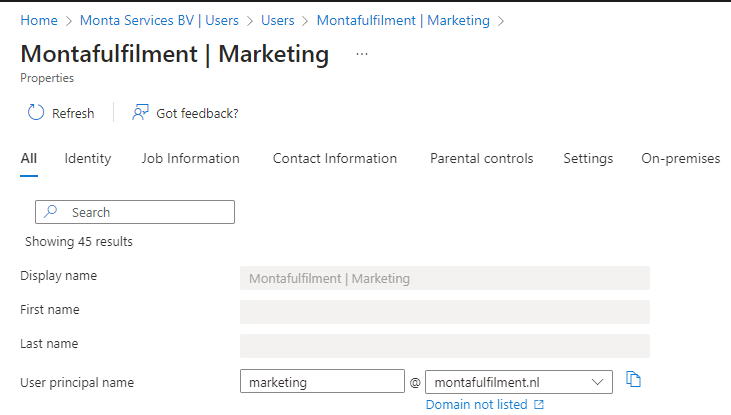 Home > Monta Services BV | Users > Users > Montafulfilment | Marketing >
Montafulfilment | Marketing ...
Properties
Refresh Got feedback?
All Identity Job Information Contact Information Parental controls Settings On-premises
Search
Showing 45 results
Display name Montafulfilment | Marketing
First name
Last name
User principal name marketing @ montafulfilment.nl
Domain not listed